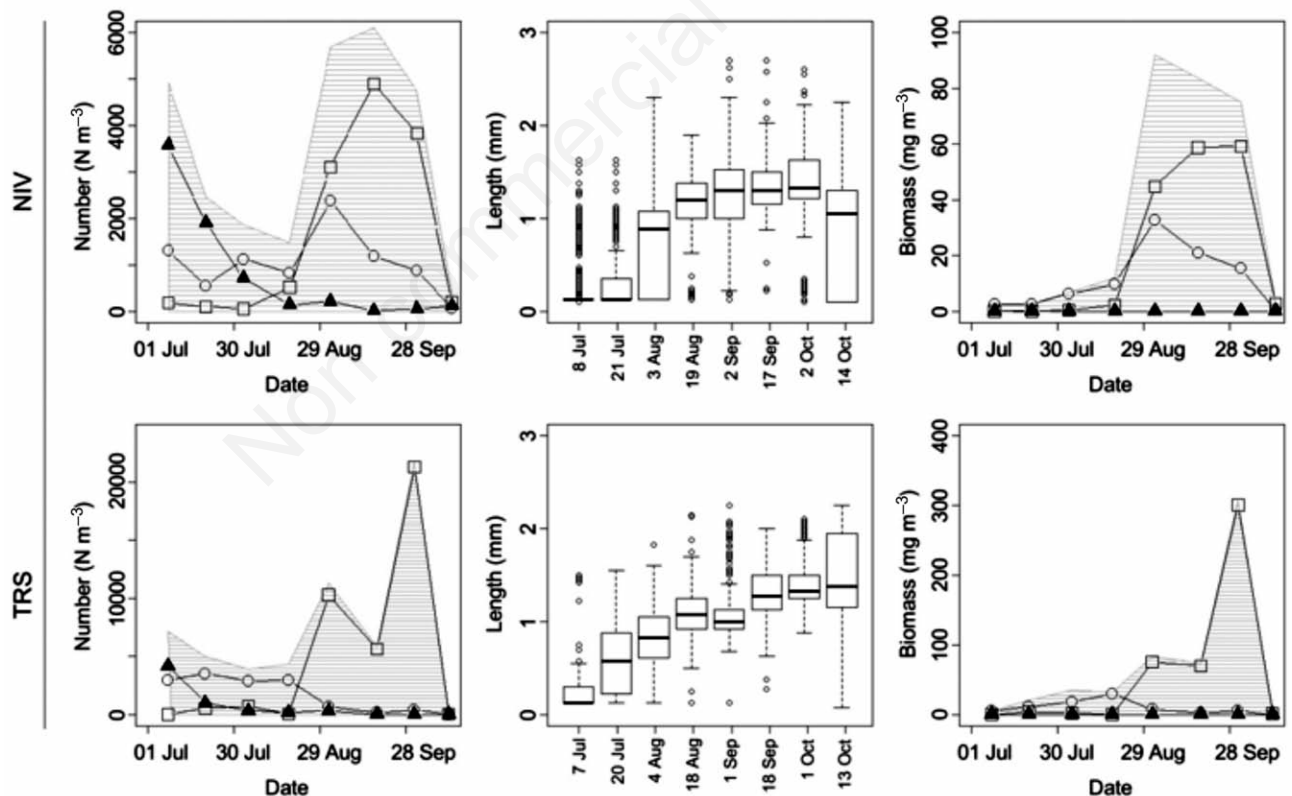 NIV
Number (N m⁻³)
6000
4000
2000
0
01 Jul 30 Jul 29 Aug 28 Sep
Date
Length (mm)
3
2
1
0
8 Jul 21 Jul 3 Aug 19 Aug 2 Sep 17 Sep 2 Oct 14 Oct
Biomass (mg m⁻³)
100
80
60
40
20
0
01 Jul 30 Jul 29 Aug 28 Sep
Date
TRS
Number (N m⁻³)
20000
10000
0
01 Jul 30 Jul 29 Aug 28 Sep
Date
Length (mm)
3
2
1
0
7 Jul 20 Jul 4 Aug 18 Aug 1 Sep 18 Sep 1 Oct 13 Oct
Biomass (mg m⁻³)
400
300
200
100
0
01 Jul 30 Jul 29 Aug 28 Sep
Date
Non commercial